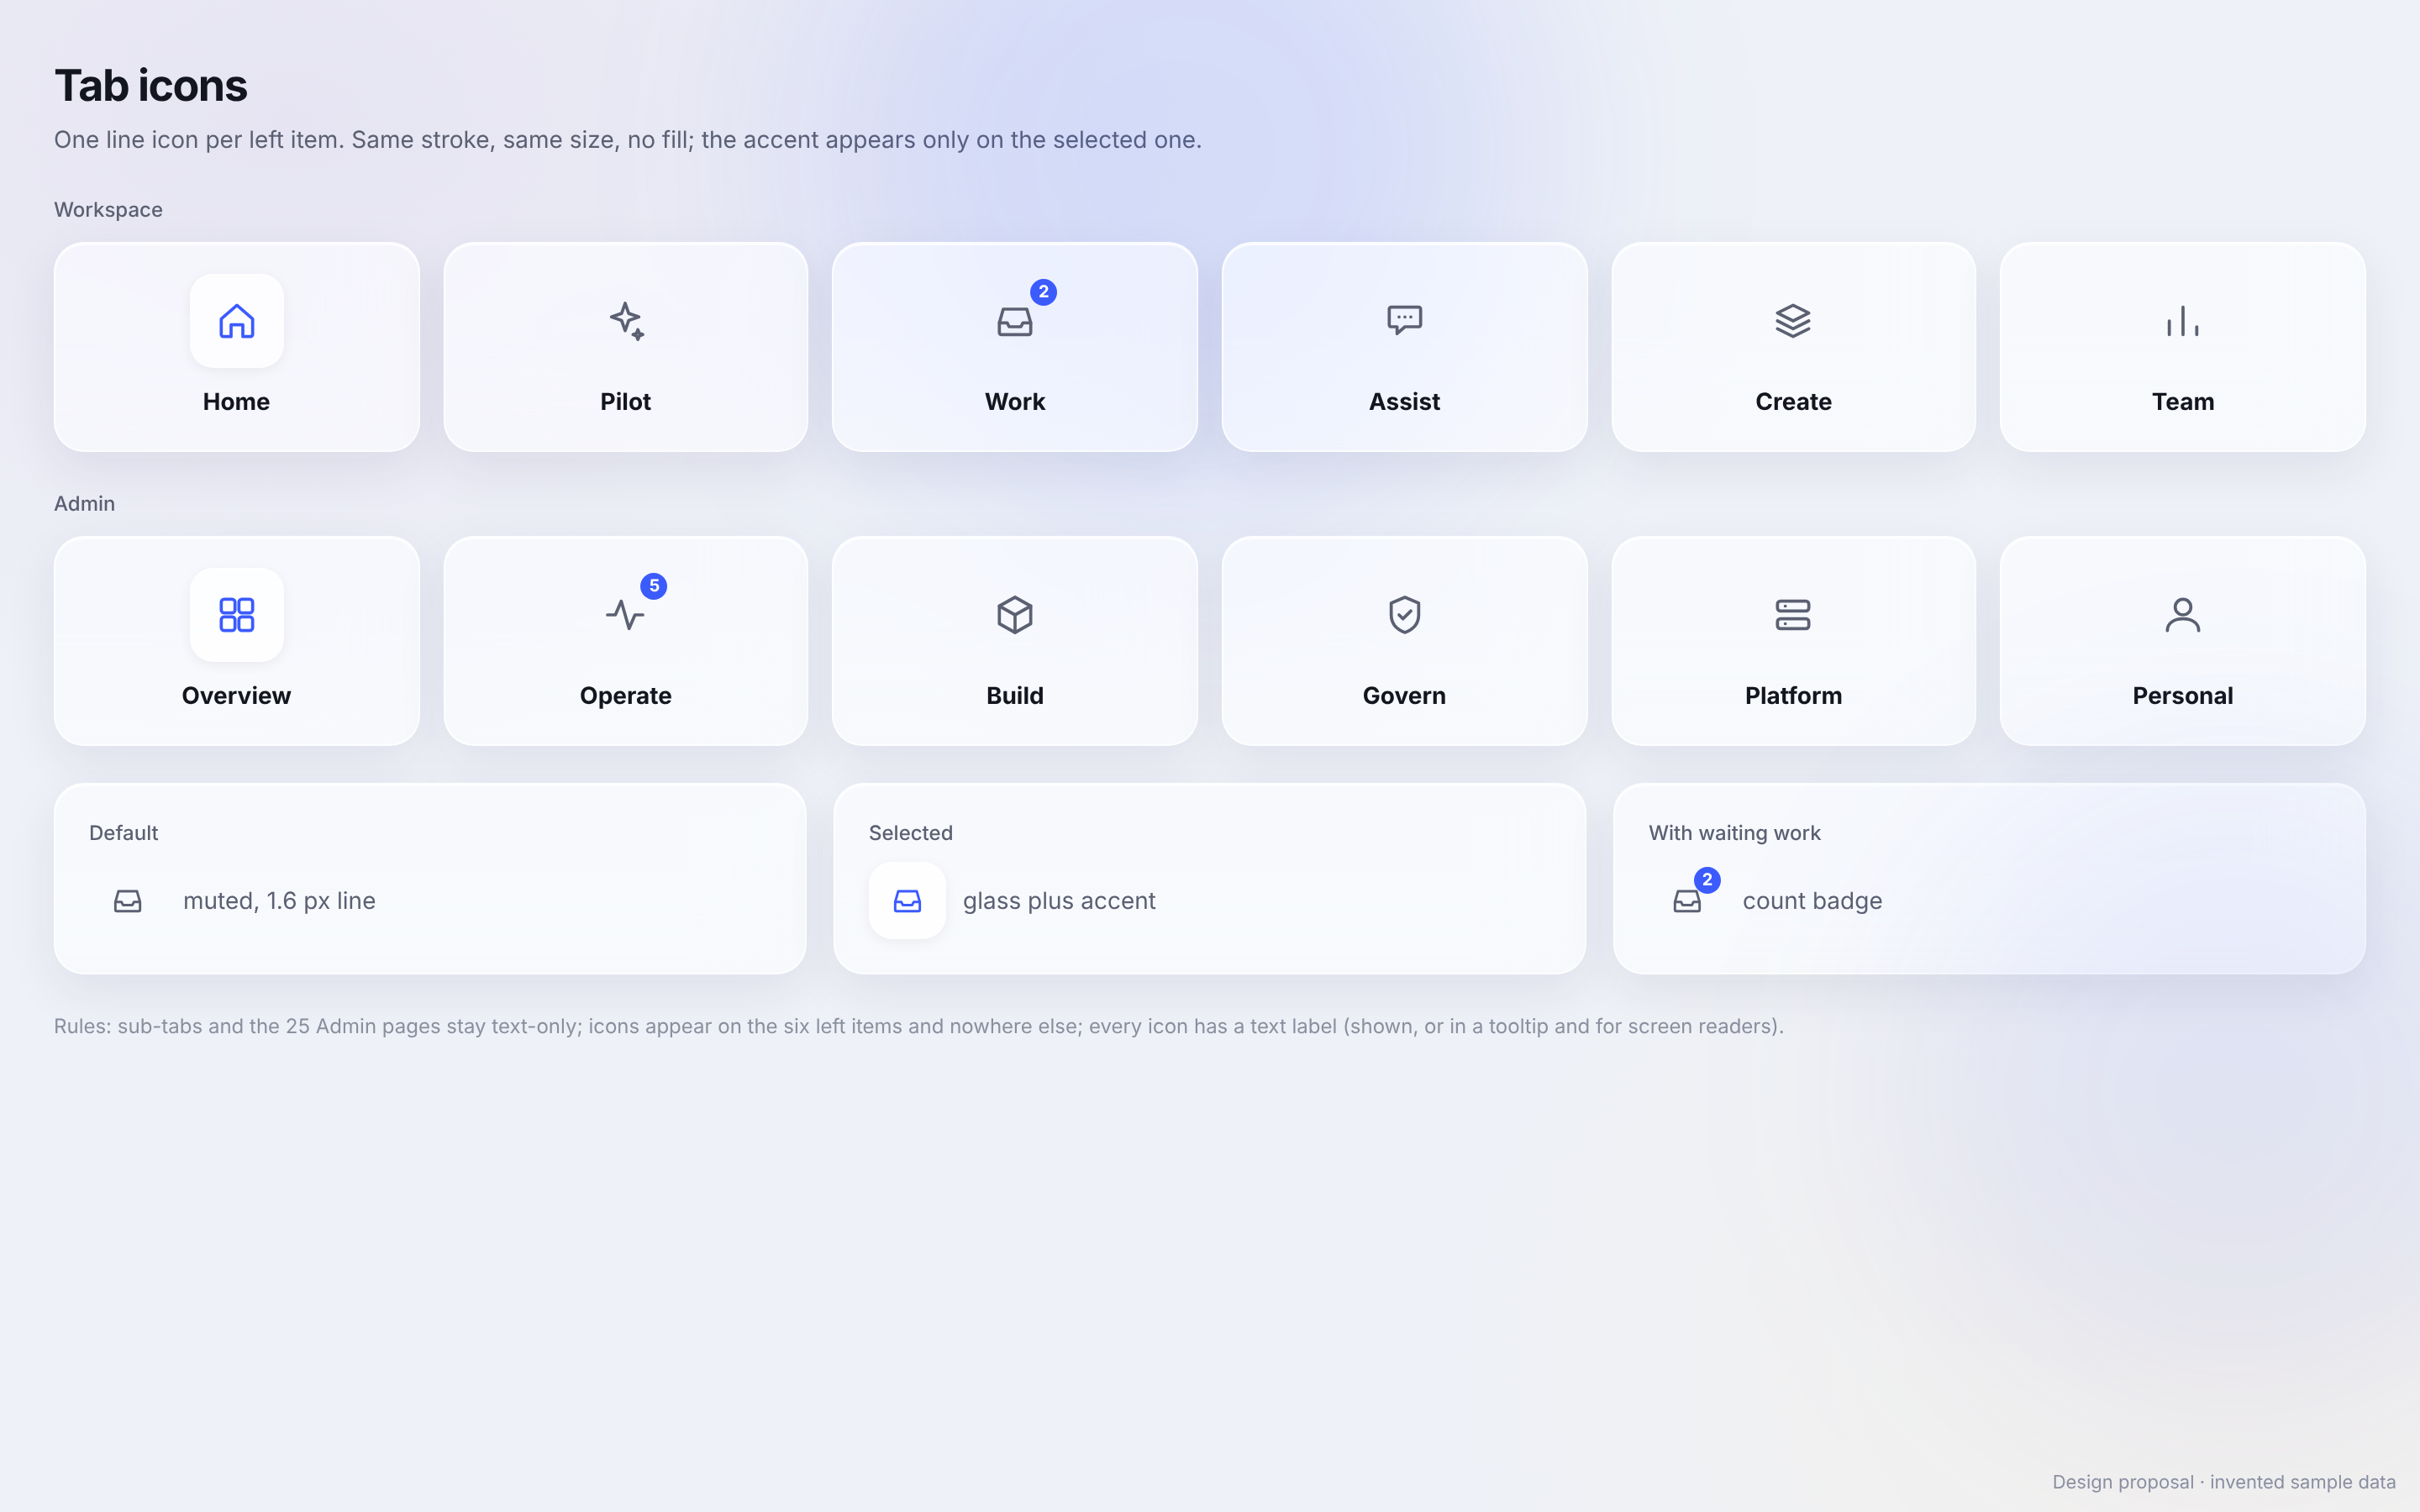 Tab icons
One line icon per left item. Same stroke, same size, no fill; the accent appears only on the selected one.
Workspace
Home
Pilot
2
Work
Assist
Create
Team
Admin
Overview
5
Operate
Build
Govern
Platform
Personal
Default
muted, 1.6 px line
Selected
glass plus accent
With waiting work
2
count badge
Rules: sub-tabs and the 25 Admin pages stay text-only; icons appear on the six left items and nowhere else; every icon has a text label (shown, or in a tooltip and for screen readers).
Design proposal · invented sample data